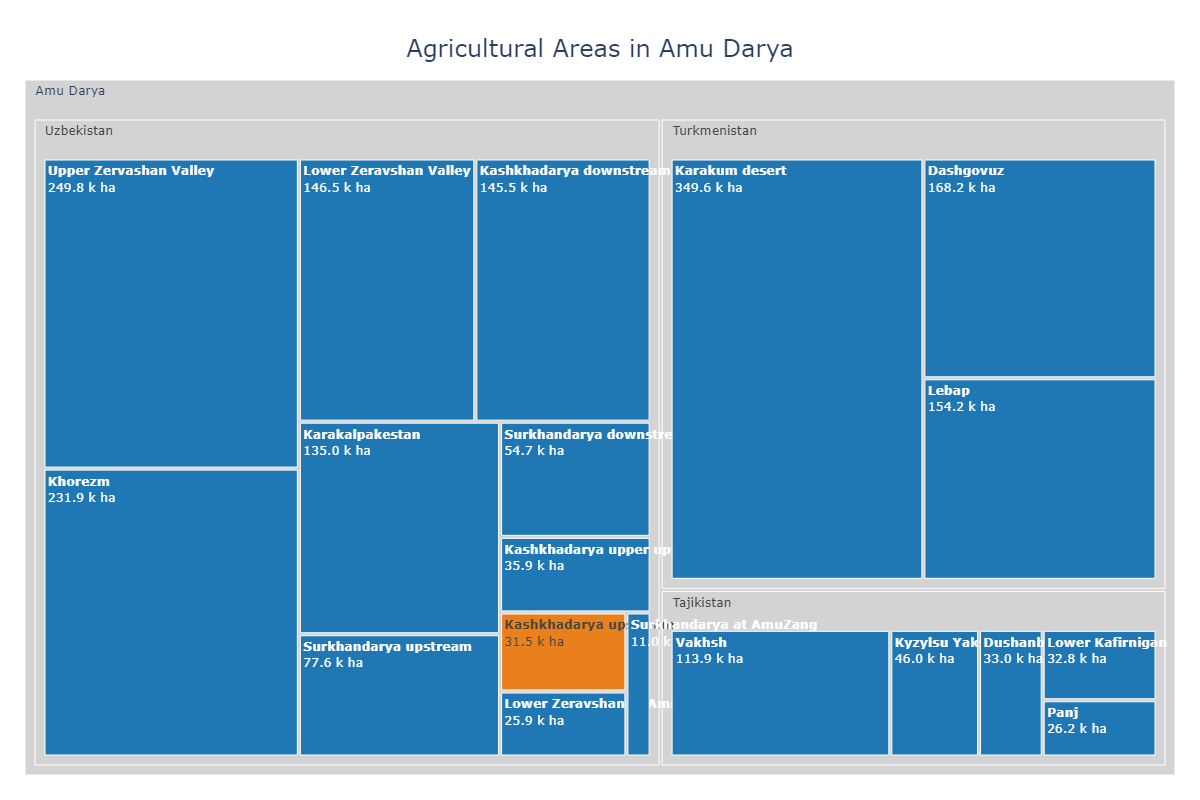 Agricultural Areas in Amu Darya
Amu Darya
Uzbekistan
Upper Zervashan Valley
249.8 k ha
Khorezm
231.9 k ha
Lower Zeravshan Valley
146.5 k ha
Kashkhadarya downstream
145.5 k ha
Karakalpakestan
135.0 k ha
Surkhandarya upstream
77.6 k ha
Surkhandarya downstre
54.7 k ha
Kashkhadarya upper up
35.9 k ha
Kashkhadarya
31.5 k ha
Lower Zeravshan
25.9 k ha
Surkhandarya at AmuZang
11.0 k
Turkmenistan
Karakum desert
349.6 k ha
Dashgovuz
168.2 k ha
Lebap
154.2 k ha
Tajikistan
Vakhsh
113.9 k ha
Kyzylsu Yak
46.0 k ha
Dushanb
33.0 k ha
Lower Kafirnigan
32.8 k ha
Panj
26.2 k ha